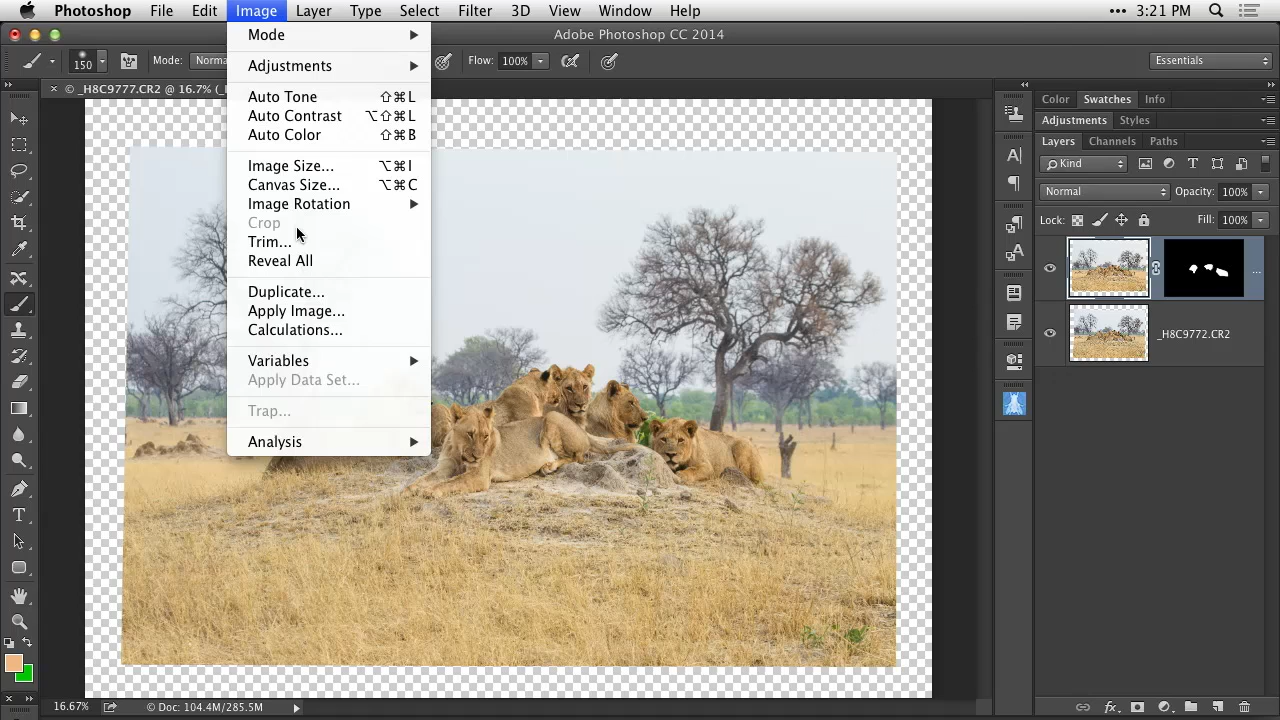 Photoshop File Edit Image Layer Type Select Filter 3D View Window Help ••• 3:21 PM
Adobe Photoshop CC 2014
150 Mode: Flow: 100% Essentials
© _H8C9777.CR2 @ 16.7%
Mode
Adjustments
Auto Tone ⇧⌘L
Auto Contrast ⌥⇧⌘L
Auto Color ⇧⌘B
Image Size... ⌥⌘I
Canvas Size... ⌥⌘C
Image Rotation
Crop
Trim...
Reveal All
Duplicate...
Apply Image...
Calculations...
Variables
Apply Data Set...
Trap...
Analysis
Color Swatches Info
Adjustments Styles
Layers Channels Paths
Kind
Normal Opacity: 100%
Lock: Fill: 100%
...
_H8C9772.CR2
16.67% © Doc: 104.4M/285.5M